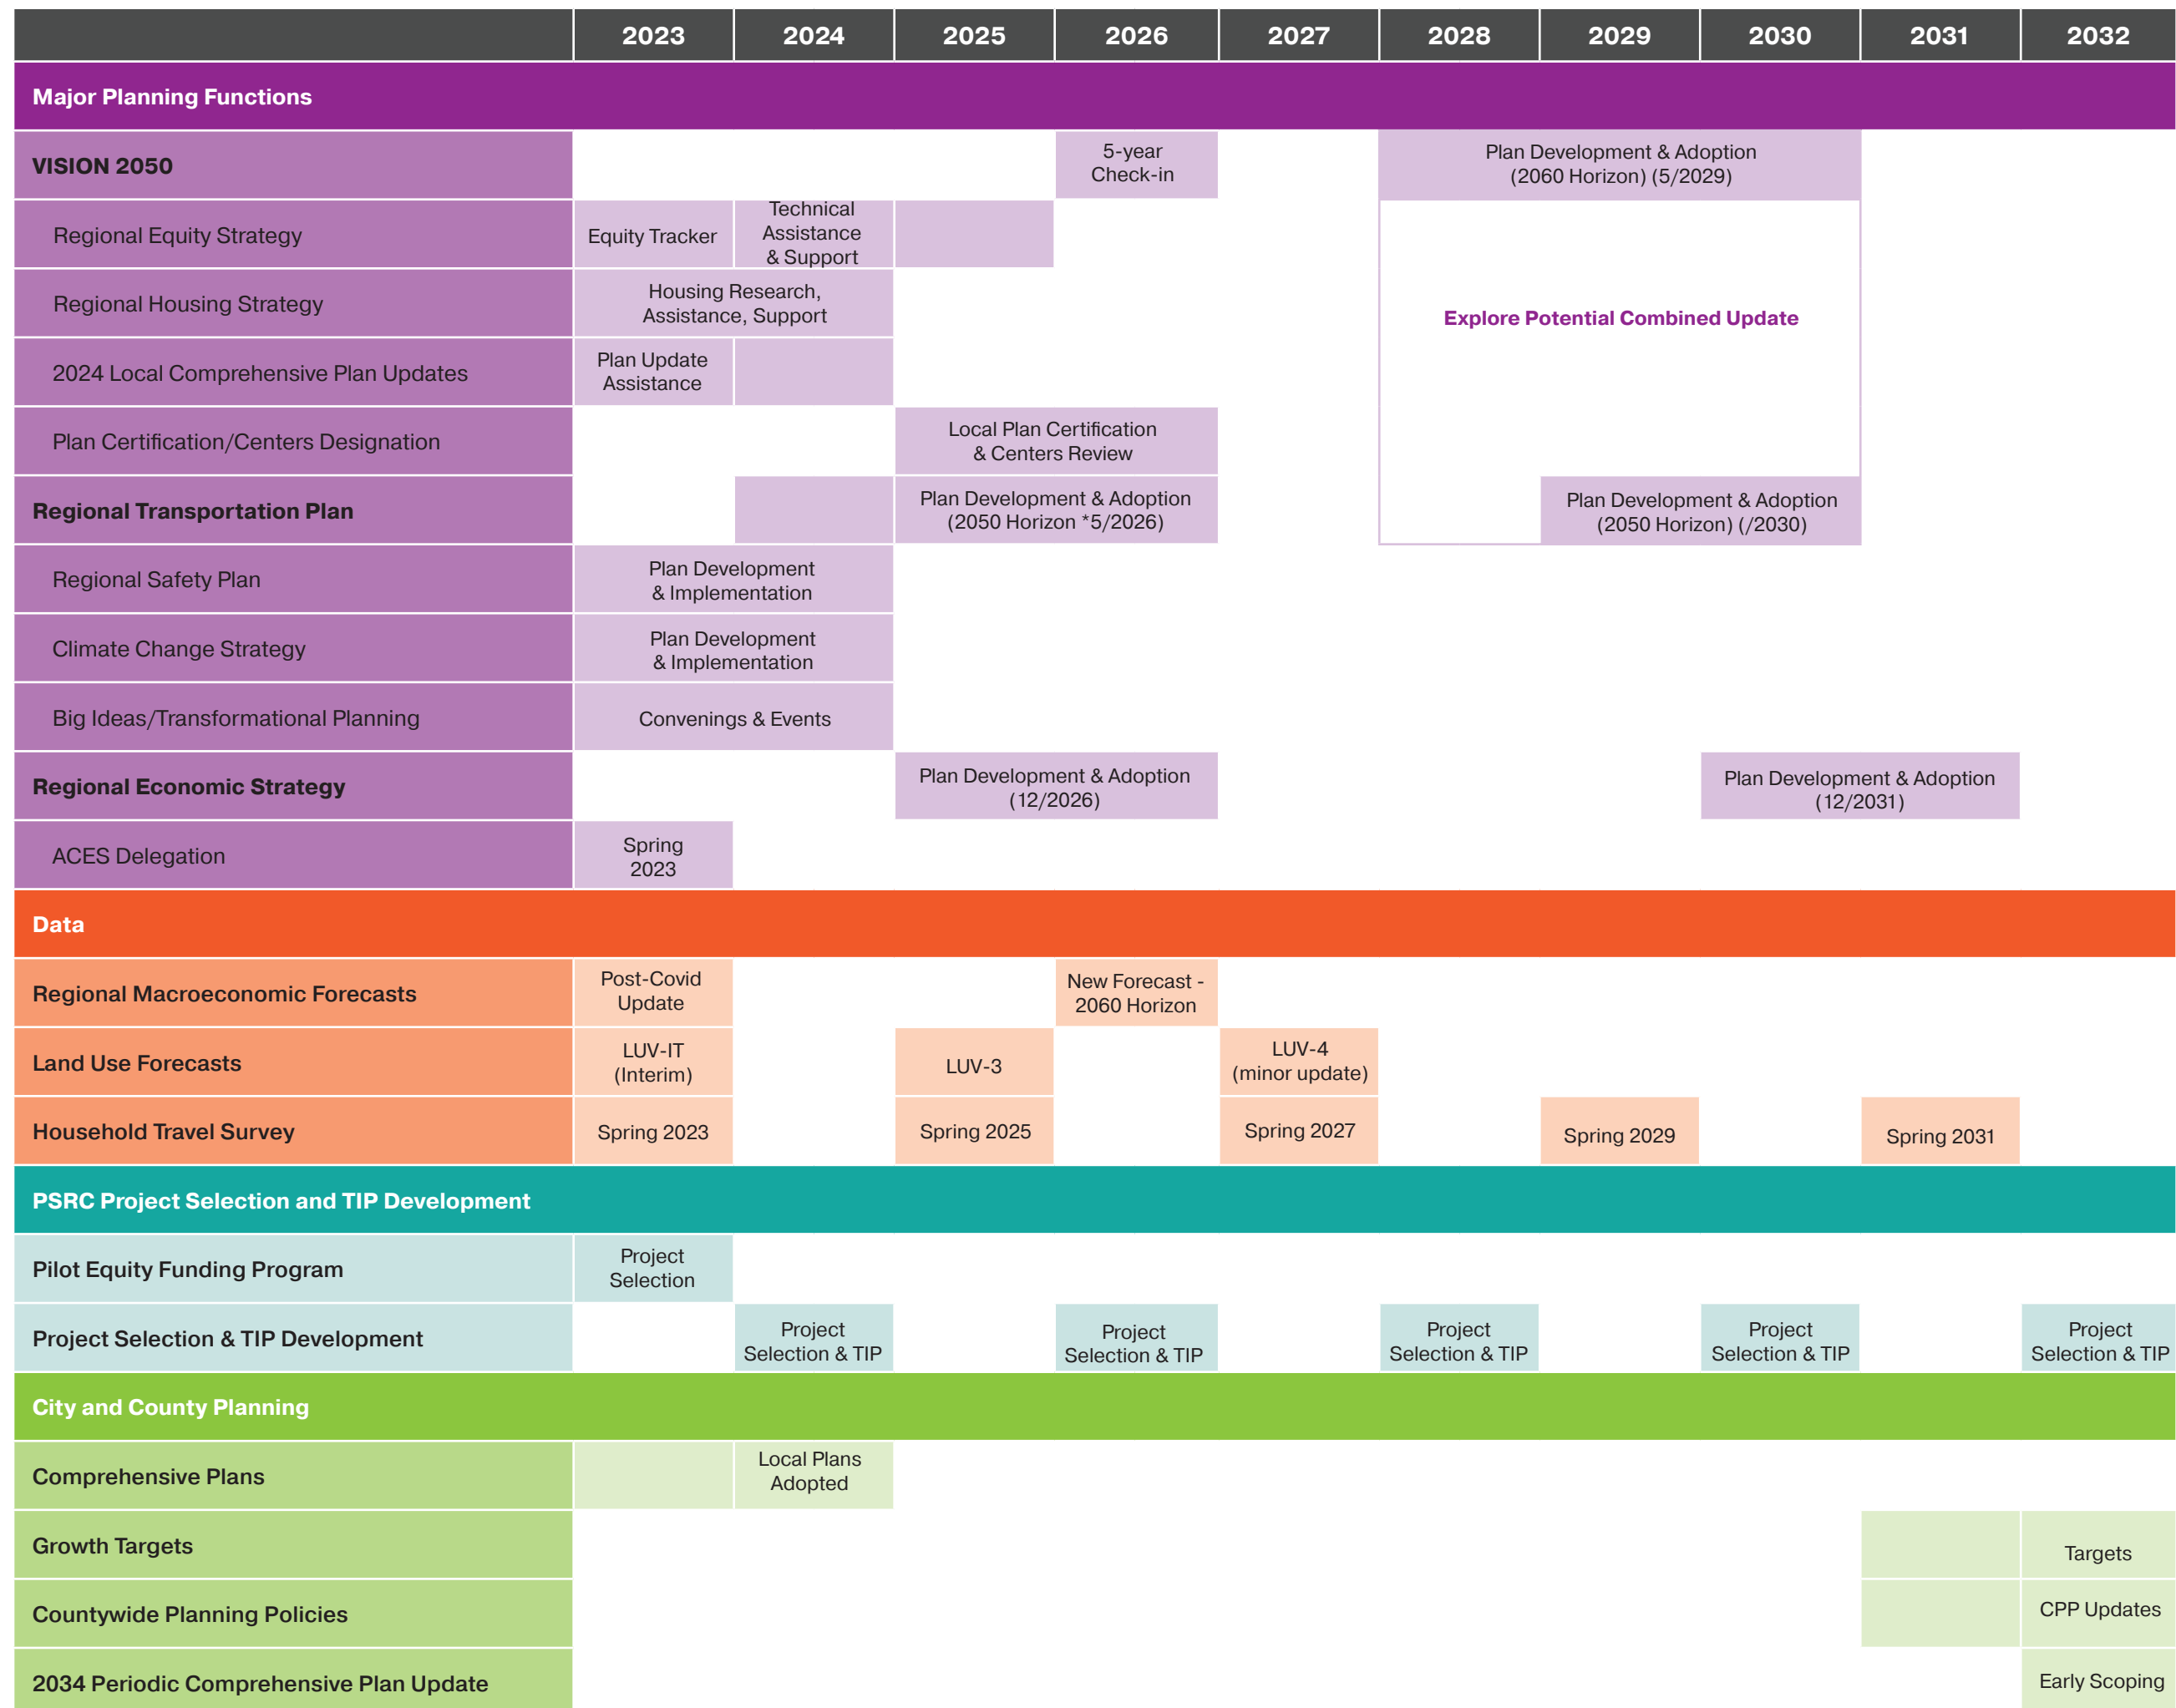 2023 2024 2025 2026 2027 2028 2029 2030 2031 2032
Major Planning Functions
VISION 2050
5-year
Check-in
Plan Development & Adoption
(2060 Horizon) (5/2029)
Regional Equity Strategy
Equity Tracker
Technical
Assistance
& Support
Regional Housing Strategy
Housing Research,
Assistance, Support
Explore Potential Combined Update
2024 Local Comprehensive Plan Updates
Plan Update
Assistance
Plan Certification/Centers Designation
Local Plan Certification
& Centers Review
Regional Transportation Plan
Plan Development & Adoption
(2050 Horizon *5/2026)
Plan Development & Adoption
(2050 Horizon) (/2030)
Regional Safety Plan
Plan Development
& Implementation
Climate Change Strategy
Plan Development
& Implementation
Big Ideas/Transformational Planning
Convenings & Events
Regional Economic Strategy
Plan Development & Adoption
(12/2026)
Plan Development & Adoption
(12/2031)
ACES Delegation
Spring
2023
Data
Regional Macroeconomic Forecasts
Post-Covid
Update
New Forecast -
2060 Horizon
Land Use Forecasts
LUV-IT
(Interim)
LUV-3
LUV-4
(minor update)
Household Travel Survey
Spring 2023
Spring 2025
Spring 2027
Spring 2029
Spring 2031
PSRC Project Selection and TIP Development
Pilot Equity Funding Program
Project
Selection
Project Selection & TIP Development
Project
Selection & TIP
Project
Selection & TIP
Project
Selection & TIP
Project
Selection & TIP
Project
Selection & TIP
City and County Planning
Comprehensive Plans
Local Plans
Adopted
Growth Targets
Targets
Countywide Planning Policies
CPP Updates
2034 Periodic Comprehensive Plan Update
Early Scoping